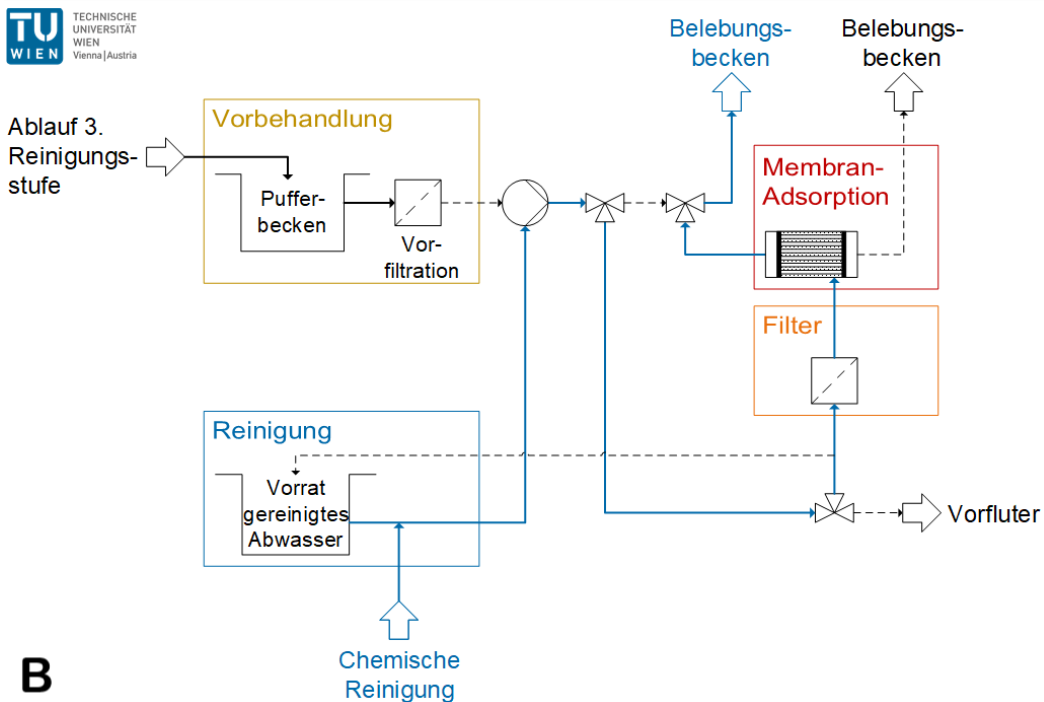 TU
WIEN
TECHNISCHE
UNIVERSITÄT
WIEN
Vienna|Austria
Belebungs-
becken
Belebungs-
becken
Ablauf 3.
Reinigungs-
stufe
Vorbehandlung
Puffer-
becken
Vor-
filtration
Membran-
Adsorption
Filter
Reinigung
Vorrat
gereinigtes
Abwasser
Vorfluter
Chemische
Reinigung
B